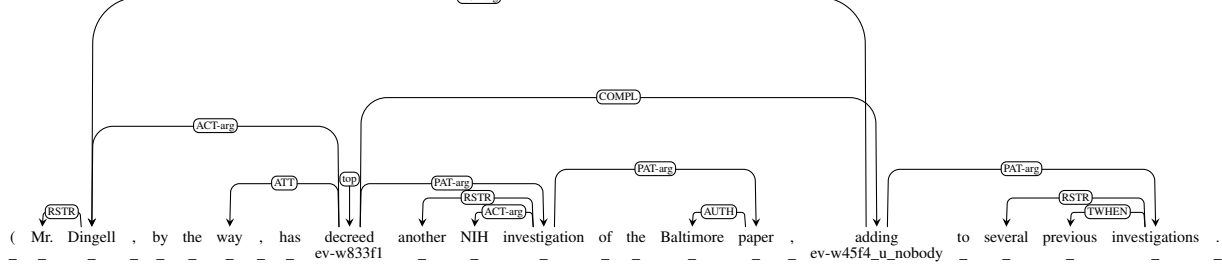 COMPL
ACT-arg
PAT-arg
PAT-arg
ATT
top
PAT-arg
RSTR
RSTR
RSTR
ACT-arg
AUTH
TWHEN
( Mr. Dingell , by the way , has decreed another NIH investigation of the Baltimore paper , adding to several previous investigations .
_ _ _ _ _ _ _ _ _ ev-w833f1 _ _ _ _ _ _ _ _ ev-w45f4_u_nobody _ _ _ _ _